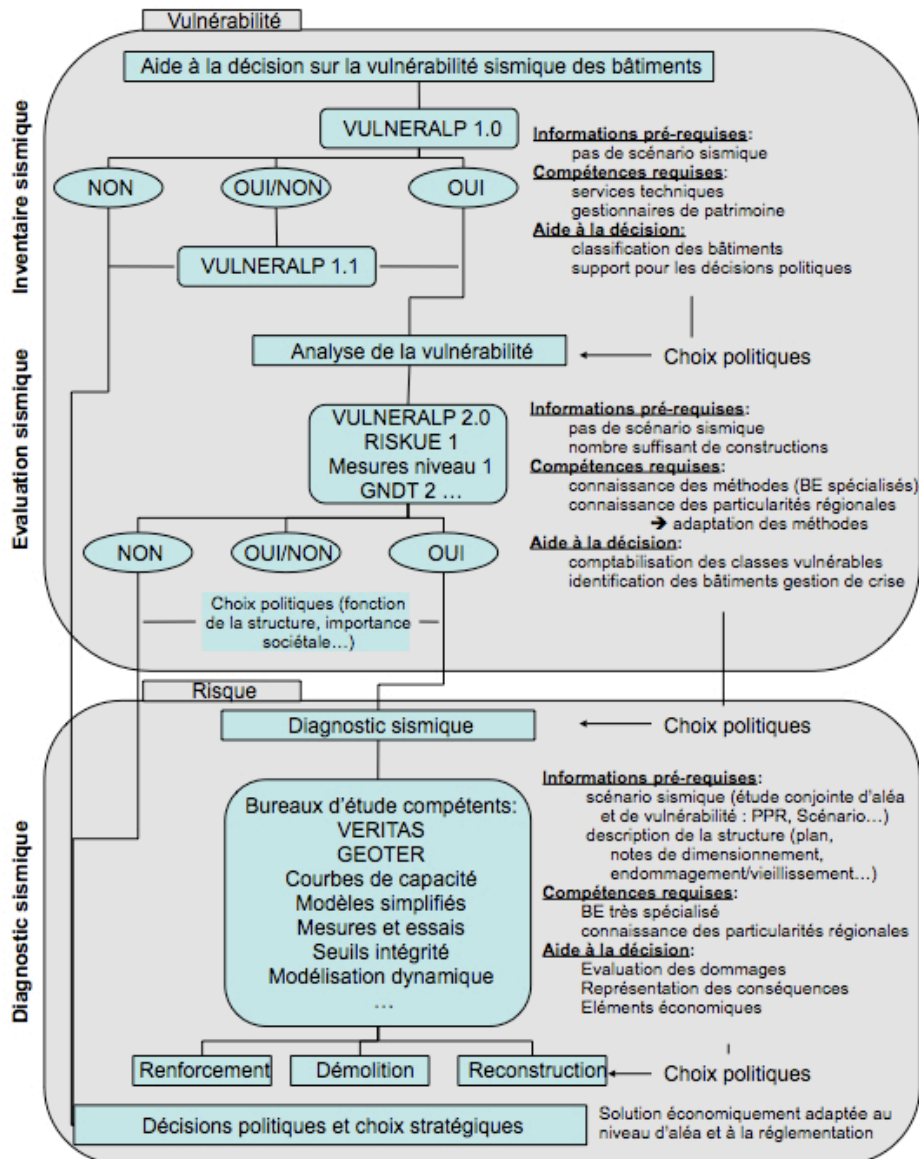 Vulnérabilité
Aide à la décision sur la vulnérabilité sismique des bâtiments
Inventaire sismique
VULNERALP 1.0
NON
OUI/NON
OUI
VULNERALP 1.1
Informations pré-requises:
pas de scénario sismique
Compétences requises:
services techniques
gestionnaires de patrimoine
Aide à la décision:
classification des bâtiments
support pour les décisions politiques
Analyse de la vulnérabilité
Choix politiques
Evaluation sismique
VULNERALP 2.0
RISKUE 1
Mesures niveau 1
GNDT 2 ...
NON
OUI/NON
OUI
Choix politiques (fonction
de la structure, importance
sociétale…)
Informations pré-requises:
pas de scénario sismique
nombre suffisant de constructions
Compétences requises:
connaissance des méthodes (BE spécialisés)
connaissance des particularités régionales
➔ adaptation des méthodes
Aide à la décision:
comptabilisation des classes vulnérables
identification des bâtiments gestion de crise
Risque
Diagnostic sismique
Choix politiques
Diagnostic sismique
Bureaux d'étude compétents:
VERITAS
GEOTER
Courbes de capacité
Modèles simplifiés
Mesures et essais
Seuils intégrité
Modélisation dynamique
…
Informations pré-requises:
scénario sismique (étude conjointe d'aléa
et de vulnérabilité : PPR, Scénario…)
description de la structure (plan,
notes de dimensionnement,
endommagement/vieillissement…)
Compétences requises:
BE très spécialisé
connaissance des particularités régionales
Aide à la décision:
Evaluation des dommages
Représentation des conséquences
Eléments économiques
Renforcement
Démolition
Reconstruction
Choix politiques
Décisions politiques et choix stratégiques
Solution économiquement adaptée au
niveau d'aléa et à la réglementation